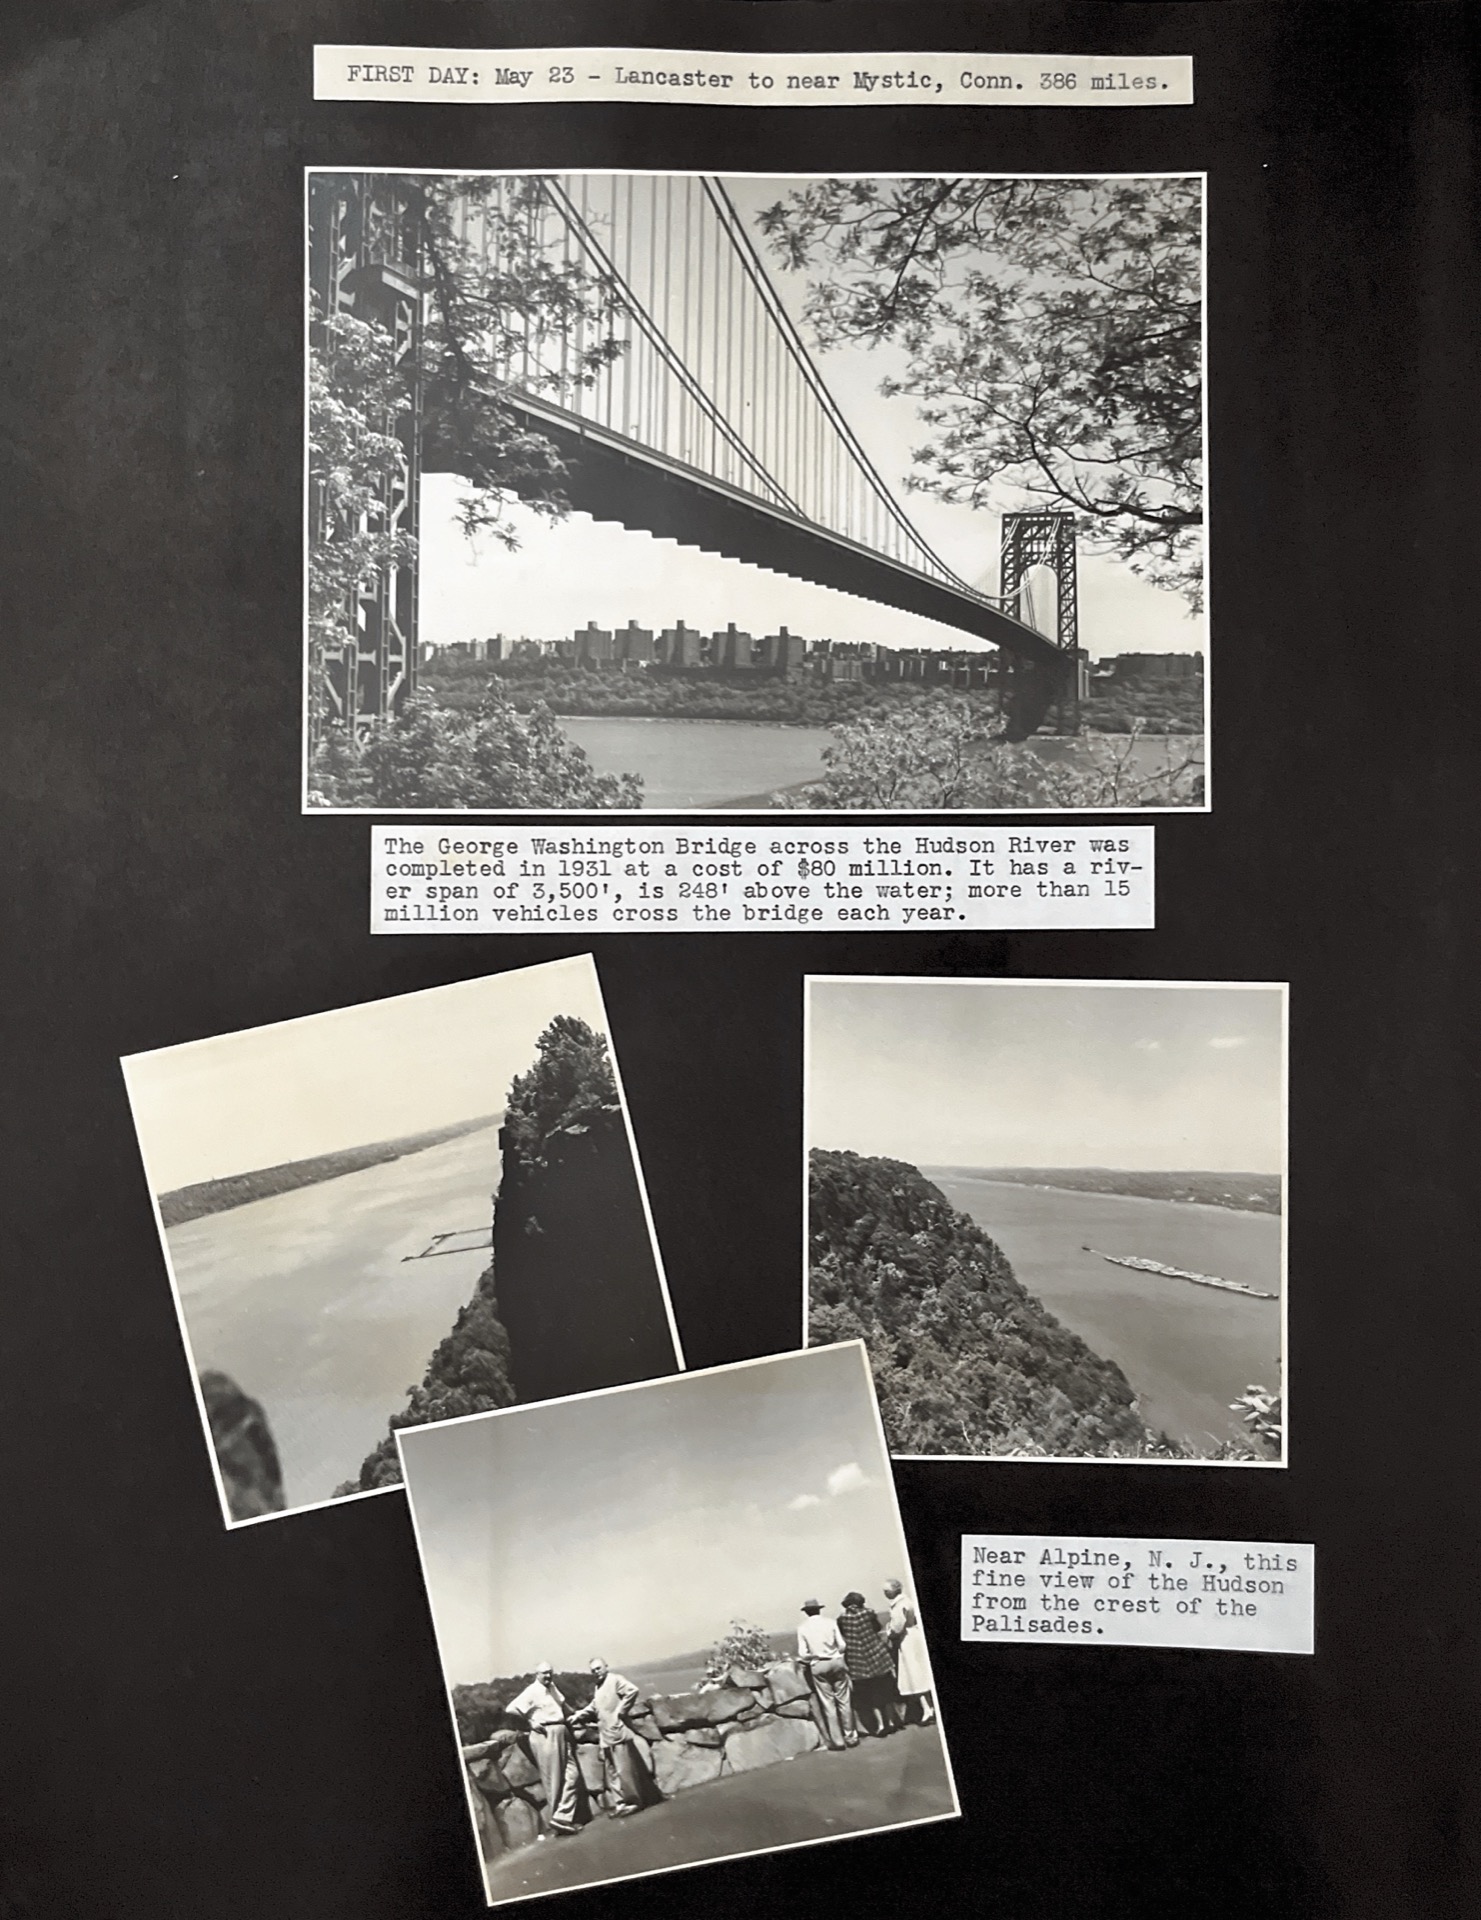 FIRST DAY: May 23 - Lancaster to near Mystic, Conn. 386 miles.
The George Washington Bridge across the Hudson River was
completed in 1931 at a cost of $80 million. It has a riv-
er span of 3,500', is 248' above the water; more than 15
million vehicles cross the bridge each year.
Near Alpine, N. J., this
fine view of the Hudson
from the crest of the
Palisades.